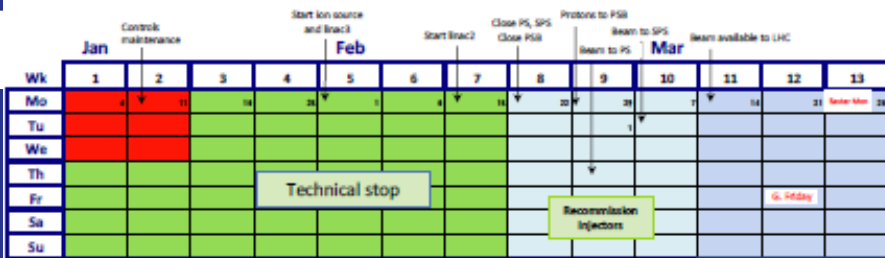 Controls
maintenance
Start ion source
and linac3
Start linac2
Close PS, SPS
Close PSB
Protons to PSB
Beam to PS
Beam to SPS
Beam available to LHC
Jan Feb Mar
Wk 1 2 3 4 5 6 7 8 9 10 11 12 13
Mo 4 11 18 25 1 8 15 22 29 7 14 21 Easter Mon 28
Tu 1
We
Th
Technical stop
Fr G. Friday
Recommission
Injectors
Sa
Su